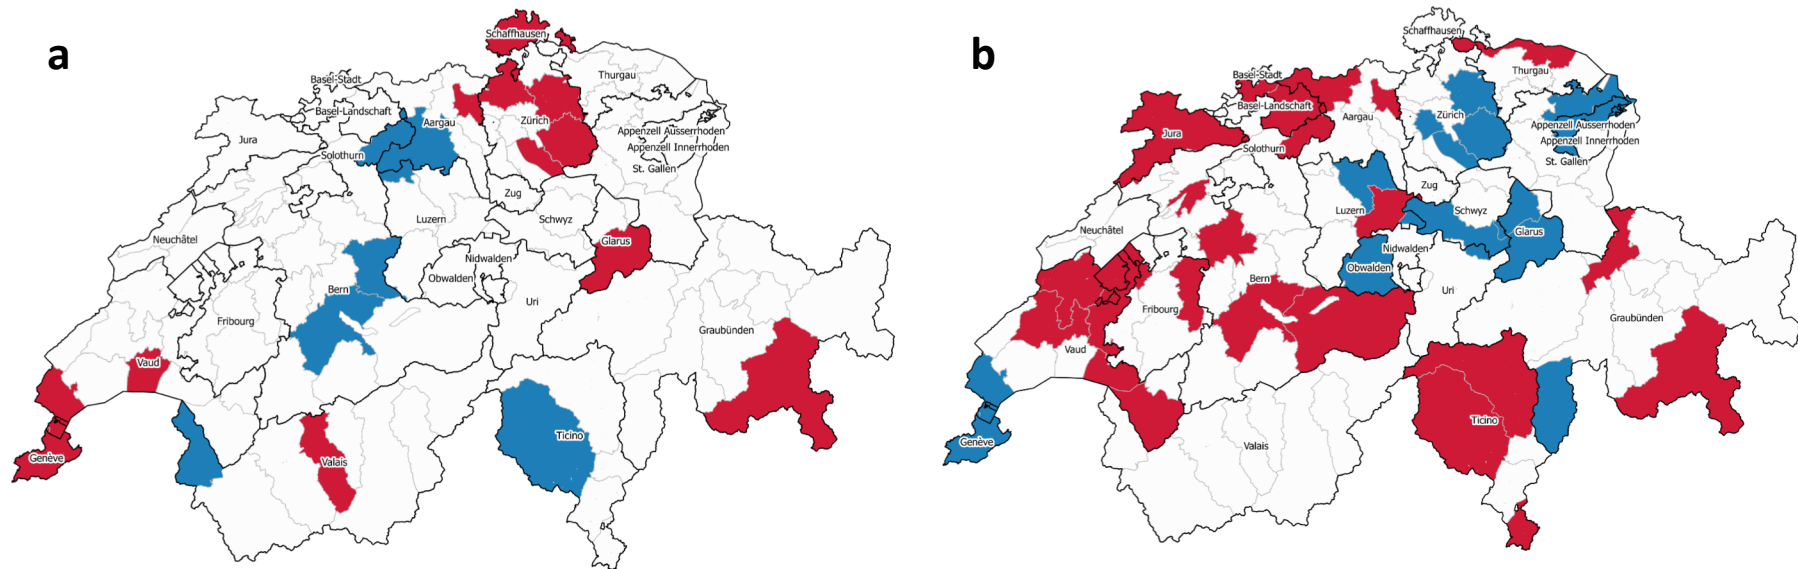 a
Schaffhausen
Thurgau
Basel-Stadt
Basel-Landschaft
Aargau
Zürich
Jura
Solothurn
Appenzell Ausserrhoden
Appenzell Innerrhoden
St. Gallen
Zug
Luzern
Schwyz
Neuchâtel
Glarus
Nidwalden
Obwalden
Bern
Uri
Fribourg
Graubünden
Vaud
Ticino
Genève
Valais
b
Schaffhausen
Thurgau
Basel-Stadt
Basel-Landschaft
Aargau
Zürich
Jura
Solothurn
Appenzell Ausserrhoden
Appenzell Innerrhoden
St. Gallen
Zug
Luzern
Schwyz
Neuchâtel
Glarus
Nidwalden
Obwalden
Bern
Uri
Fribourg
Graubünden
Vaud
Ticino
Genève
Valais